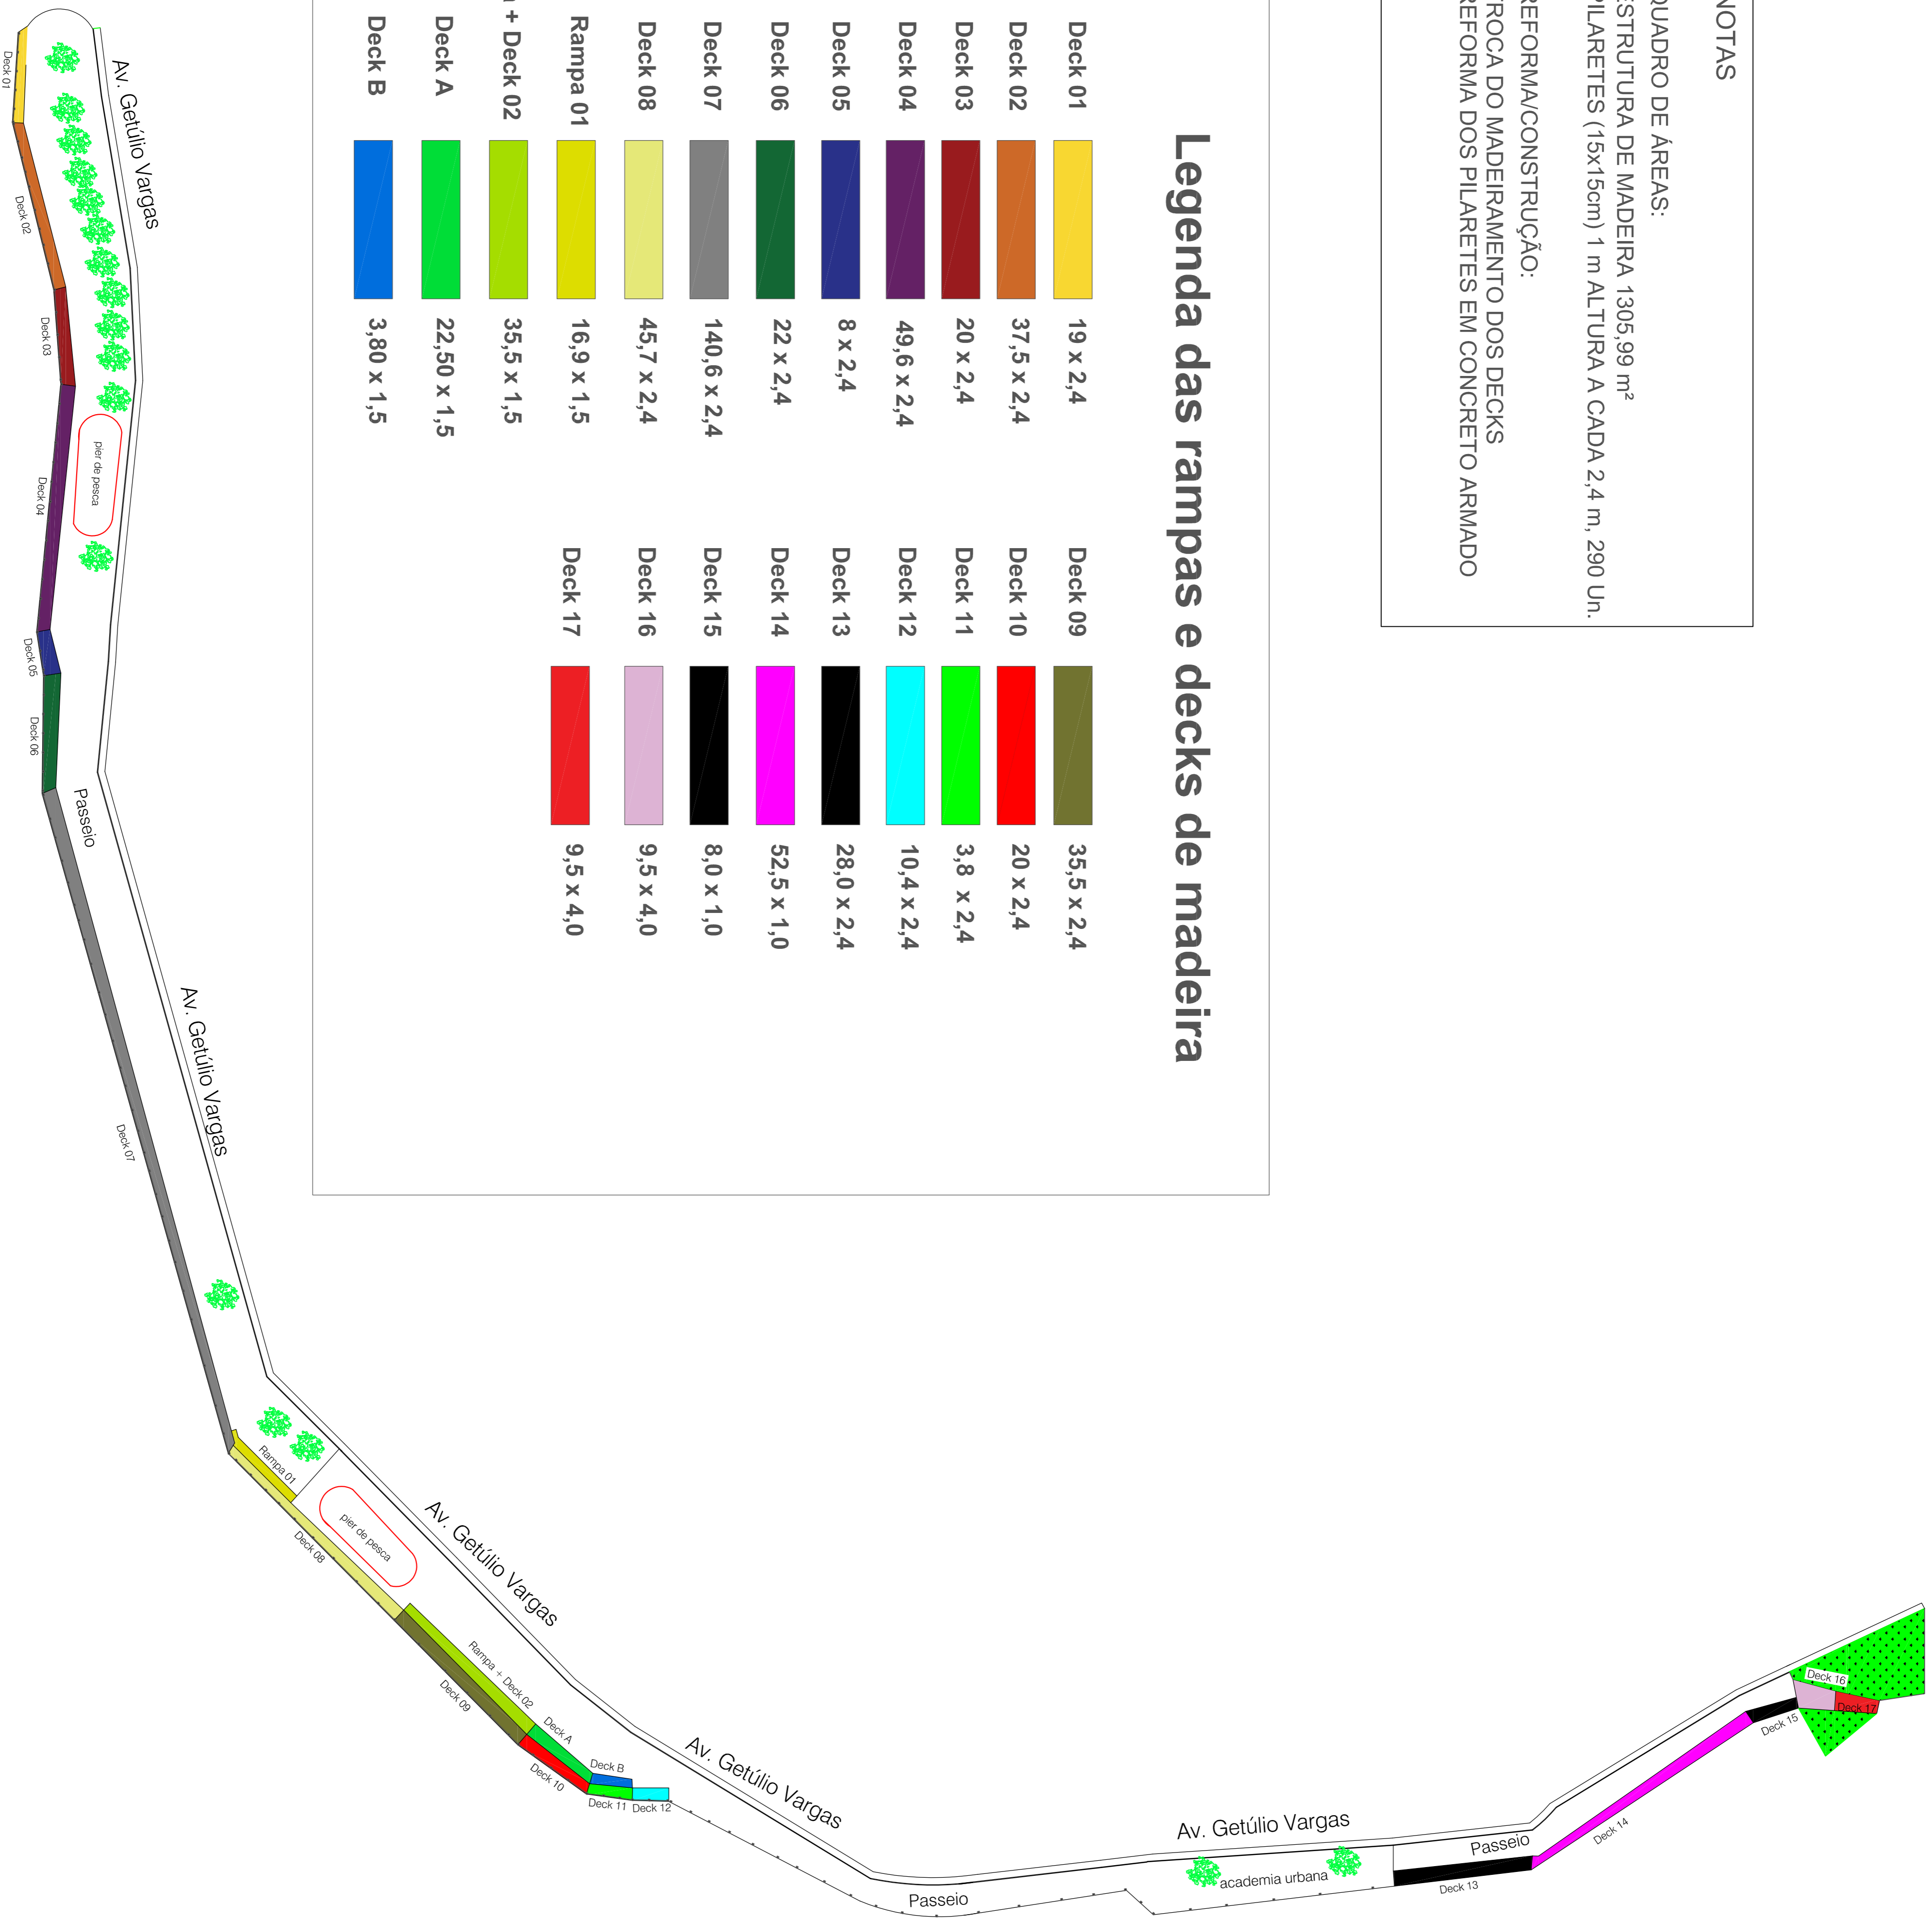 NOTAS
QUADRO DE ÁREAS:
ESTRUTURA DE MADEIRA 1305,99 m²
PILARETES (15x15cm) 1 m ALTURA A CADA 2,4 m, 290 Un.
REFORMA/CONSTRUÇÃO:
TROCA DO MADEIRAMENTO DOS DECKS
REFORMA DOS PILARETES EM CONCRETO ARMADO
Legenda das rampas e decks de madeira
Deck 01 19 x 2,4
Deck 02 37,5 x 2,4
Deck 03 20 x 2,4
Deck 04 49,6 x 2,4
Deck 05 8 x 2,4
Deck 06 22 x 2,4
Deck 07 140,6 x 2,4
Deck 08 45,7 x 2,4
Rampa 01 16,9 x 1,5
+ Deck 02 35,5 x 1,5
Deck A 22,50 x 1,5
Deck B 3,80 x 1,5
Deck 09 35,5 x 2,4
Deck 10 20 x 2,4
Deck 11 3,8 x 2,4
Deck 12 10,4 x 2,4
Deck 13 28,0 x 2,4
Deck 14 52,5 x 1,0
Deck 15 8,0 x 1,0
Deck 16 9,5 x 4,0
Deck 17 9,5 x 4,0
Av. Getúlio Vargas
Deck 01
Deck 02
Deck 03
pier de pesca
Deck 04
Deck 05
Deck 06
Passeio
Av. Getúlio Vargas
Deck 07
Rampa 01
pier de pesca
Deck 08
Av. Getúlio Vargas
Rampa + Deck 02
Deck 09
Deck A
Deck 10
Deck B
Deck 11
Deck 12
Av. Getúlio Vargas
Passeio
Av. Getúlio Vargas
academia urbana
Passeio
Deck 13
Deck 14
Deck 15
Deck 16
Deck 17